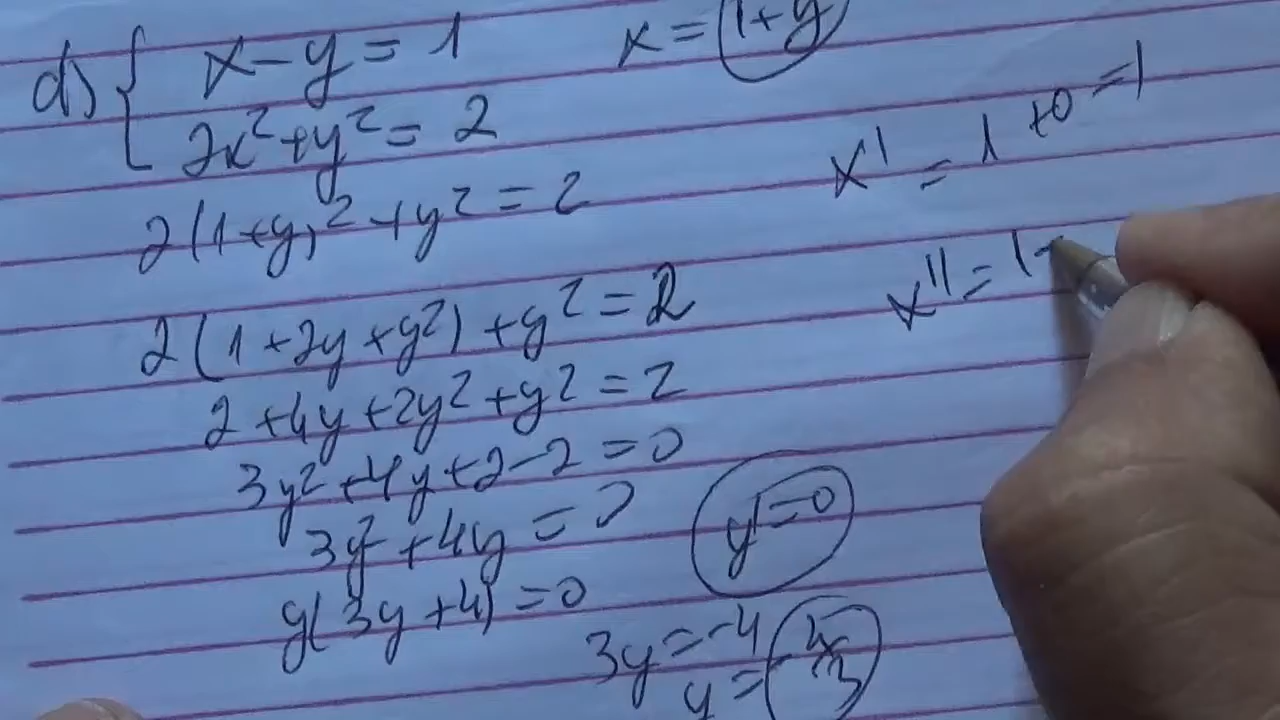 d) { x - y = 1
2x² + y² = 2
x = 1 + y
2(1+y)² + y² = 2
2(1 + 2y + y²) + y² = 2
2 + 4y + 2y² + y² = 2
3y² + 4y + 2 - 2 = 0
3y² + 4y = 0
y(3y + 4) = 0
y' = 0
3y = -4
y = -4/3
x' = 1 + 0 = 1
x'' = 1 -